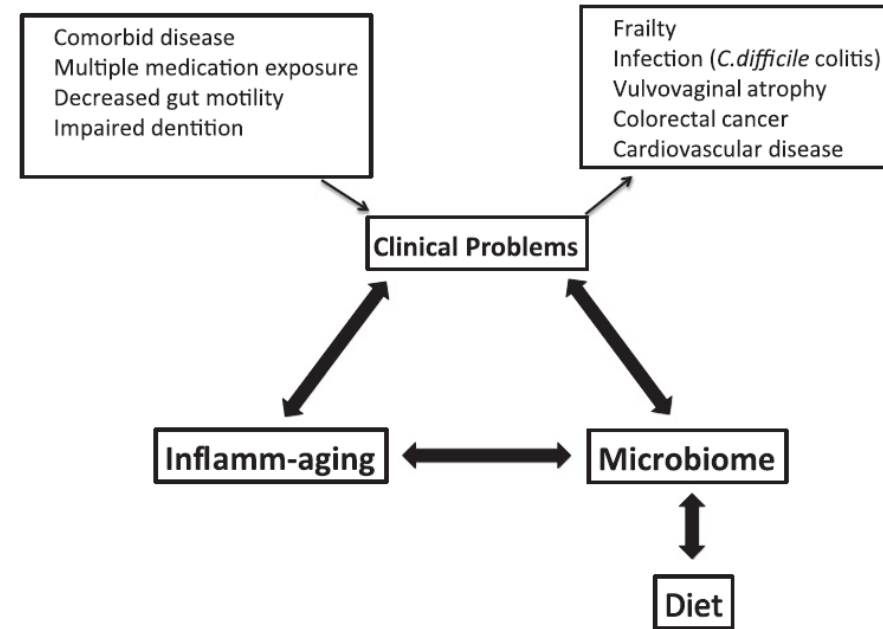 Comorbid disease
Multiple medication exposure
Decreased gut motility
Impaired dentition
Frailty
Infection (C.difficile colitis)
Vulvovaginal atrophy
Colorectal cancer
Cardiovascular disease
Clinical Problems
Inflamm-aging
Microbiome
Diet